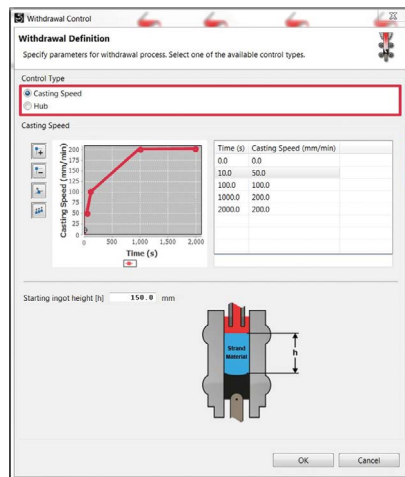 Withdrawal Control
Withdrawal Definition
Specify parameters for withdrawal process. Select one of the available control types.
Control Type
Casting Speed
Hub
Casting Speed
Casting Speed (mm/min)
200
175
150
125
100
75
50
25
0
0 500 1,000 1,500 2,000
Time (s)
Time (s) Casting Speed (mm/min)
0.0 0.0
10.0 50.0
100.0 100.0
1000.0 200.0
2000.0 200.0
Starting ingot height [h] 150.0 mm
Strand
Material
h
OK Cancel